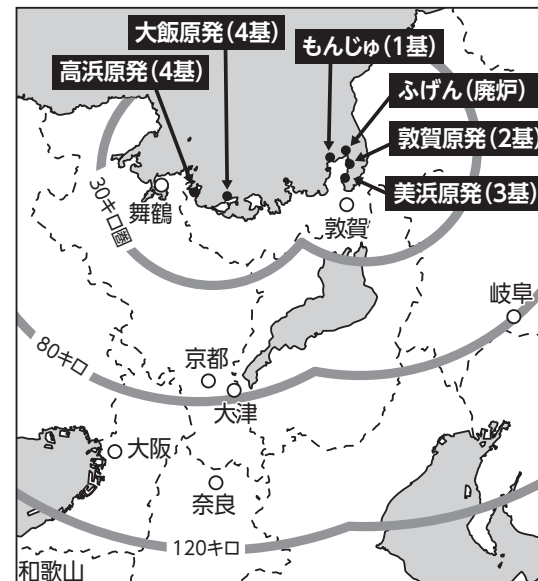 大飯原発(4基)
もんじゅ(1基)
高浜原発(4基)
ふげん(廃炉)
敦賀原発(2基)
美浜原発(3基)
30キロ圏
舞鶴
敦賀
岐阜
80キロ
京都
大津
大阪
奈良
120キロ
和歌山